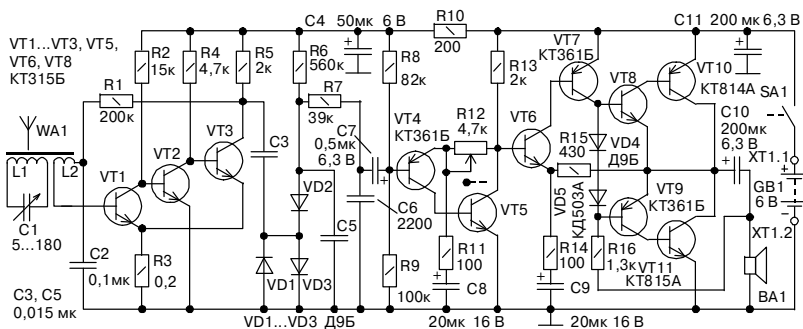 VT1...VT3, VT5,
VT6, VT8
КТ315Б
R1
200к
WA1
L1
L2
C1
5...180
C2
0,1мк
C3, C5
0,015 мк
R2
15к
R4
4,7к
R5
2к
VT1
VT2
VT3
R3
0,2
C3
VD1
VD2
VD3
VD1...VD3 Д9Б
C4
50мк 6 В
R6
560к
R7
39к
C5
C7
0,5мк
6,3 В
C6
2200
R8
82к
R9
100к
R10
200
VT4
КТ361Б
R12
4,7к
VT5
R11
100
C8
20мк 16 В
R13
2к
VT6
VT7
КТ361Б
R15
430
VD5
КД503А
R14
100
C9
20мк 16 В
VT8
VD4
Д9Б
VT9
КТ361Б
R16
1,3к
VT11
КТ815А
VT10
КТ814А
C11 200 мк 6,3 В
C10
200мк
6,3 В
SA1
XT1.1
GB1
6 В
XT1.2
BA1